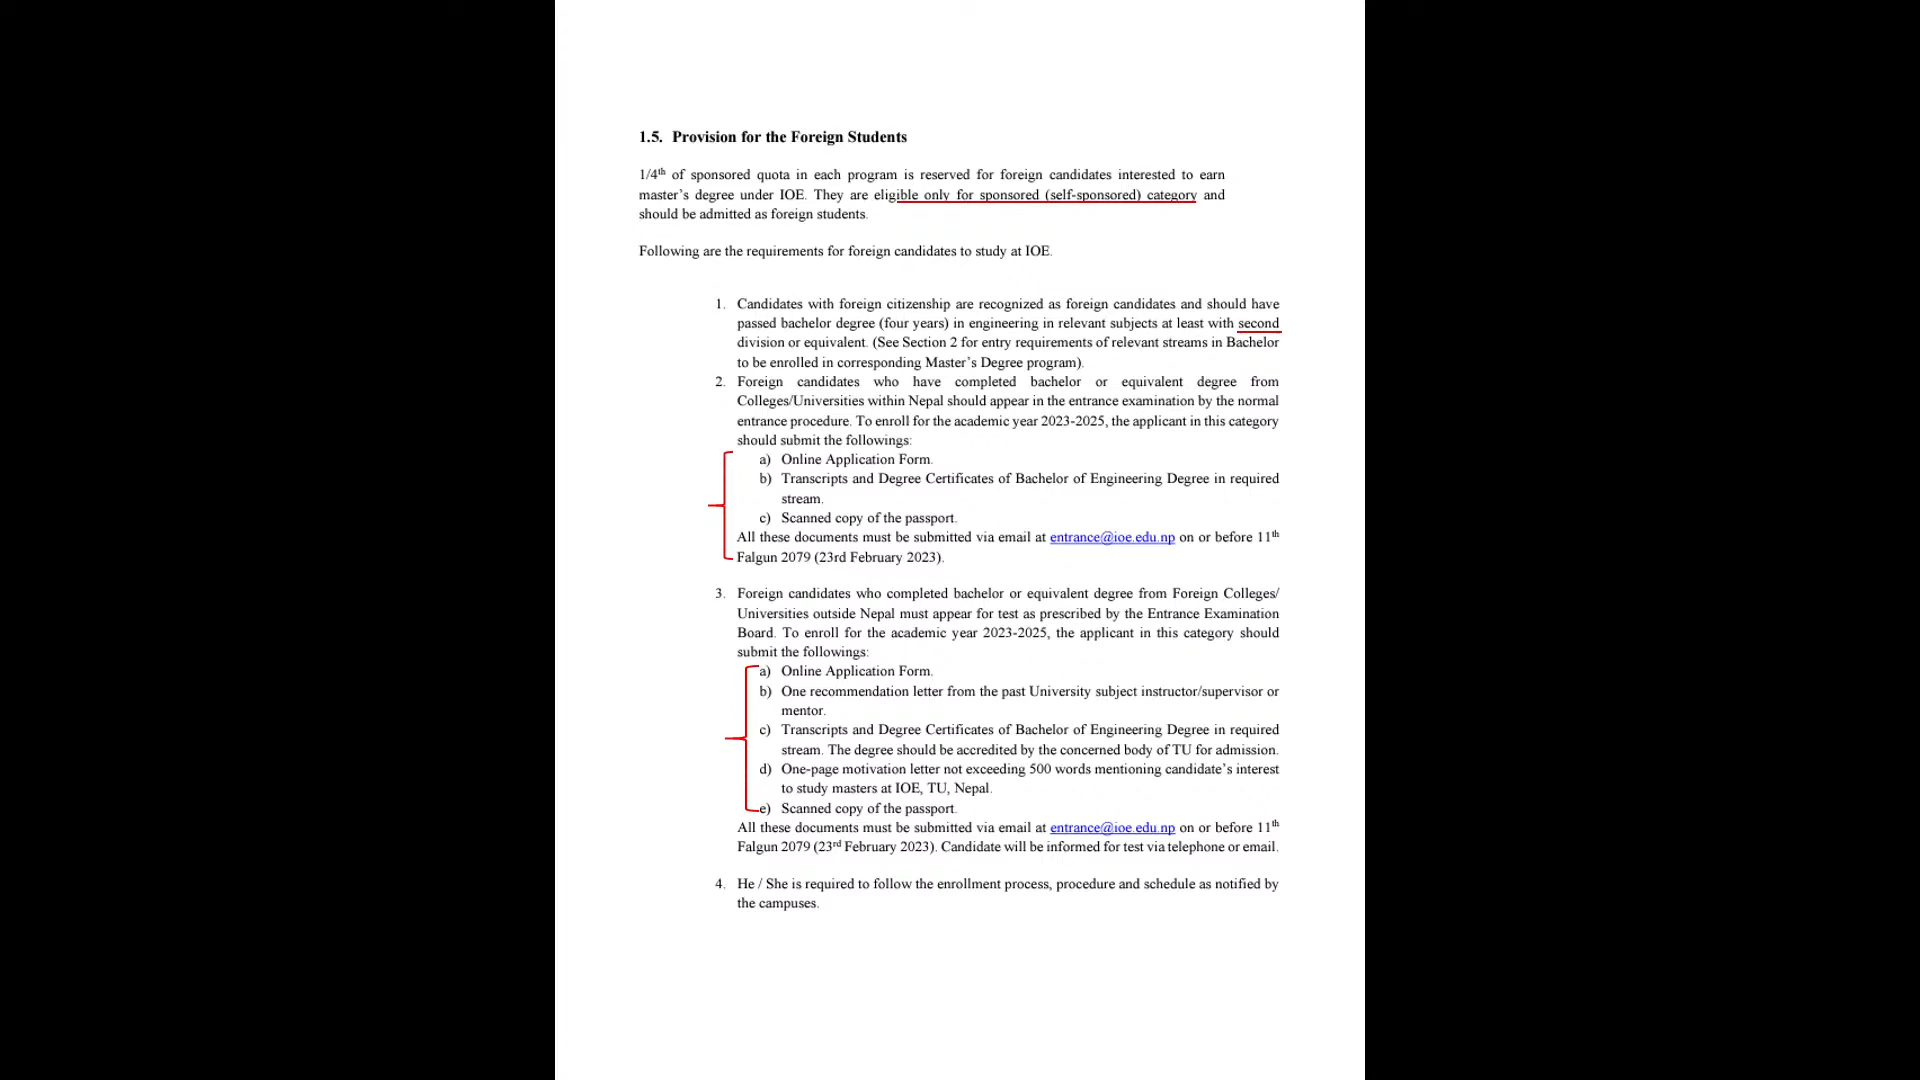 1.5. Provision for the Foreign Students
1/4th of sponsored quota in each program is reserved for foreign candidates interested to earn
master’s degree under IOE. They are eligible only for sponsored (self-sponsored) category and
should be admitted as foreign students.
Following are the requirements for foreign candidates to study at IOE.
1. Candidates with foreign citizenship are recognized as foreign candidates and should have
passed bachelor degree (four years) in engineering in relevant subjects at least with second
division or equivalent. (See Section 2 for entry requirements of relevant streams in Bachelor
to be enrolled in corresponding Master’s Degree program).
2. Foreign candidates who have completed bachelor or equivalent degree from
Colleges/Universities within Nepal should appear in the entrance examination by the normal
entrance procedure. To enroll for the academic year 2023-2025, the applicant in this category
should submit the followings:
a) Online Application Form.
b) Transcripts and Degree Certificates of Bachelor of Engineering Degree in required
stream.
c) Scanned copy of the passport.
All these documents must be submitted via email at entrance@ioe.edu.np on or before 11th
Falgun 2079 (23rd February 2023).
3. Foreign candidates who completed bachelor or equivalent degree from Foreign Colleges/
Universities outside Nepal must appear for test as prescribed by the Entrance Examination
Board. To enroll for the academic year 2023-2025, the applicant in this category should
submit the followings:
a) Online Application Form.
b) One recommendation letter from the past University subject instructor/supervisor or
mentor.
c) Transcripts and Degree Certificates of Bachelor of Engineering Degree in required
stream. The degree should be accredited by the concerned body of TU for admission.
d) One-page motivation letter not exceeding 500 words mentioning candidate’s interest
to study masters at IOE, TU, Nepal.
e) Scanned copy of the passport.
All these documents must be submitted via email at entrance@ioe.edu.np on or before 11th
Falgun 2079 (23rd February 2023). Candidate will be informed for test via telephone or email.
4. He / She is required to follow the enrollment process, procedure and schedule as notified by
the campuses.